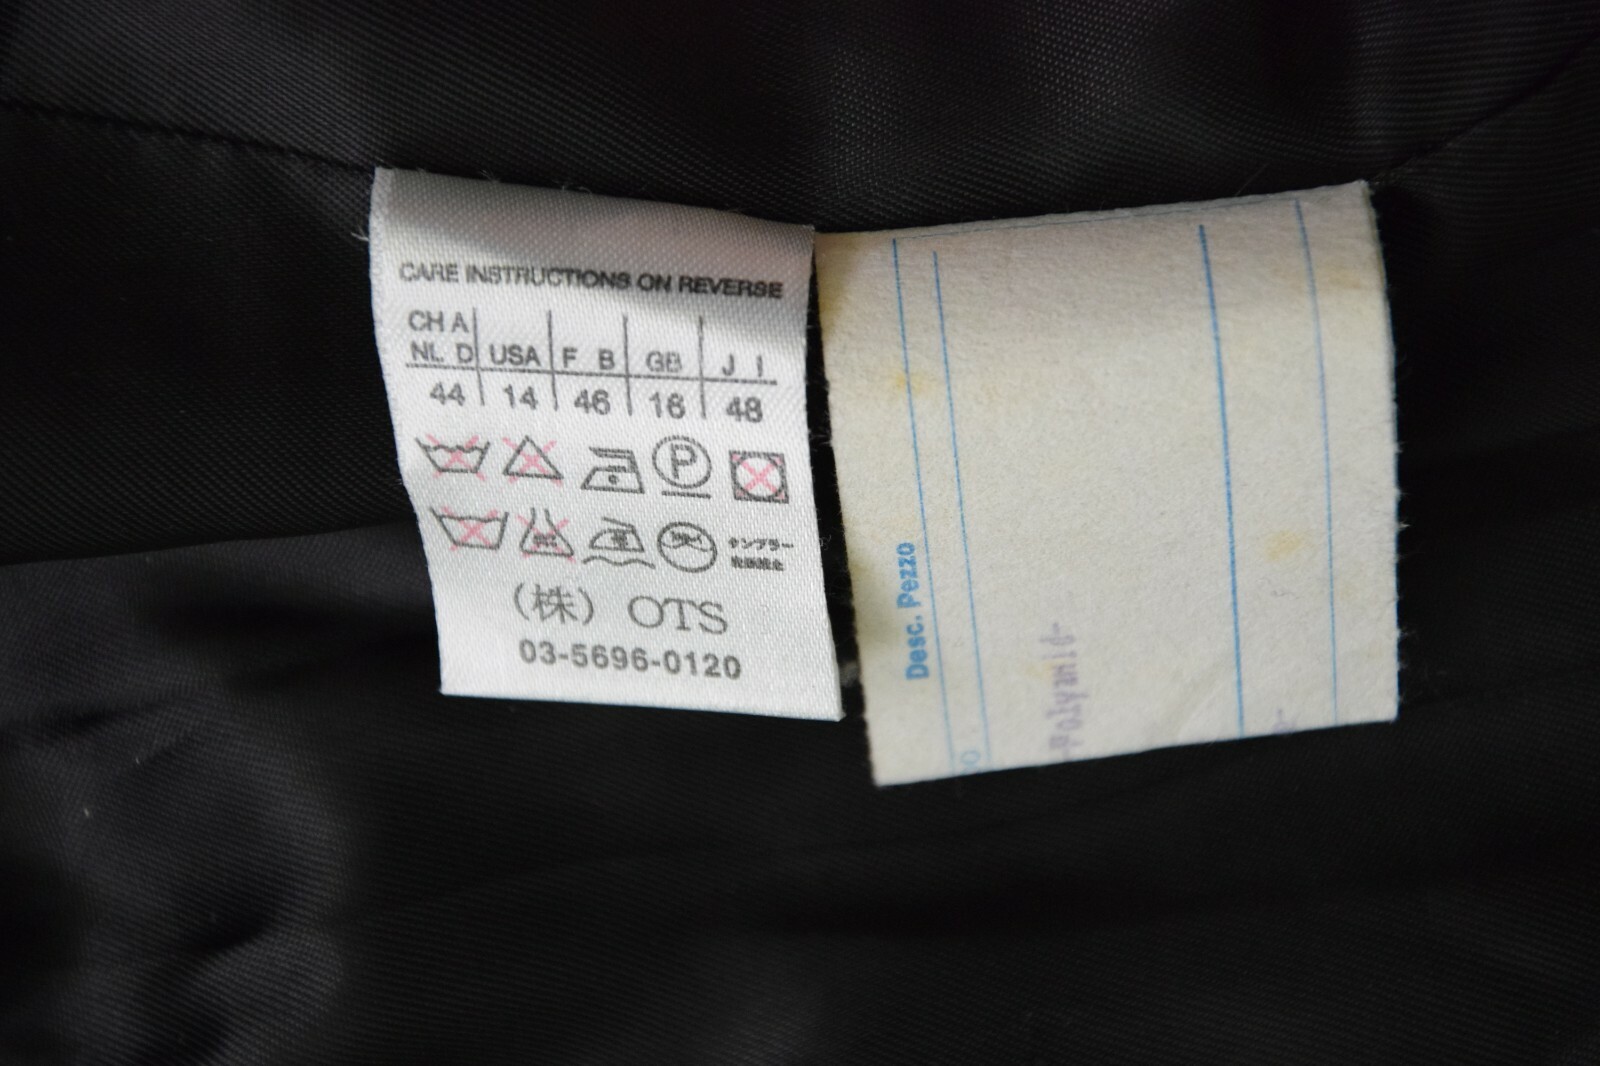 CARE INSTRUCTIONS ON REVERSE
CH A
NL D USA F B GB J I
44 14 46 16 48
P
(株) OTS
03-5696-0120
Desc. Pezzo